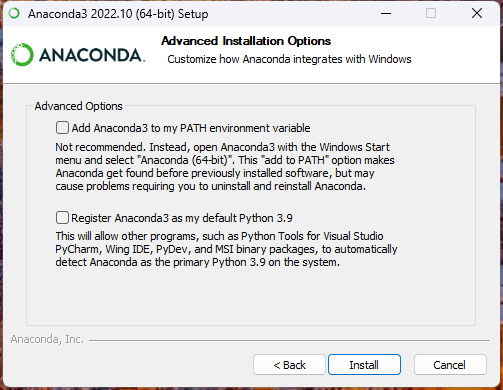 Anaconda3 2022.10 (64-bit) Setup
ANACONDA.
Advanced Installation Options
Customize how Anaconda integrates with Windows
Advanced Options
Add Anaconda3 to my PATH environment variable
Not recommended. Instead, open Anaconda3 with the Windows Start
menu and select "Anaconda (64-bit)". This "add to PATH" option makes
Anaconda get found before previously installed software, but may
cause problems requiring you to uninstall and reinstall Anaconda.
Register Anaconda3 as my default Python 3.9
This will allow other programs, such as Python Tools for Visual Studio
PyCharm, Wing IDE, PyDev, and MSI binary packages, to automatically
detect Anaconda as the primary Python 3.9 on the system.
Anaconda, Inc.
< Back
Install
Cancel